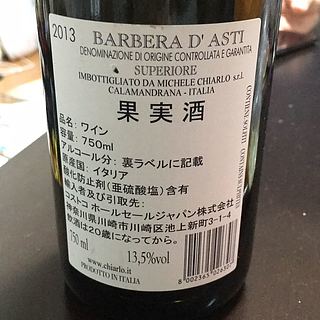 2013
BARBERA D' ASTI
DENOMINAZIONE DI ORIGINE CONTROLLATA E GARANTITA
SUPERIORE
IMBOTTIGLIATO DA MICHELE CHIARLO s.r.l.
CALAMANDRANA - ITALIA
果実酒
品名: ワイン
容量: 750ml
アルコール分: 裏ラベルに記載
原産国: イタリア
酸化防止剤(亜硫酸塩)含有
輸入者及び引取先:
コストコ ホールセールジャパン株式会社
神奈川県川崎市川崎区池上新町3-1-4
飲酒は20歳になってから。
750 ml
13,5%vol
www.chiarlo.it
PRODOTTO IN ITALIA